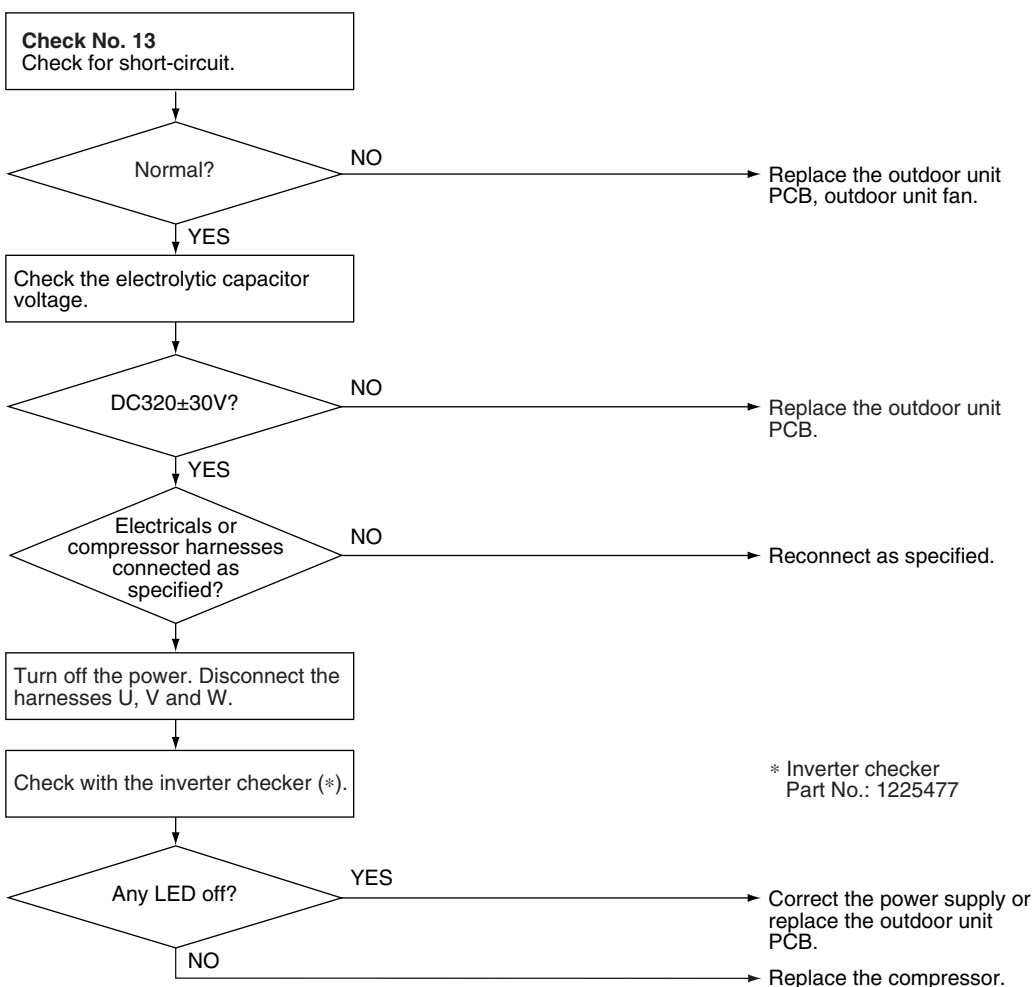 Check No. 13
Check for short-circuit.
Normal?
NO
Replace the outdoor unit
PCB, outdoor unit fan.
YES
Check the electrolytic capacitor
voltage.
DC320±30V?
NO
Replace the outdoor unit
PCB.
YES
Electricals or
compressor harnesses
connected as
specified?
NO
Reconnect as specified.
Turn off the power. Disconnect the
harnesses U, V and W.
Check with the inverter checker (*).
* Inverter checker
Part No.: 1225477
Any LED off?
YES
Correct the power supply or
replace the outdoor unit
PCB.
NO
Replace the compressor.